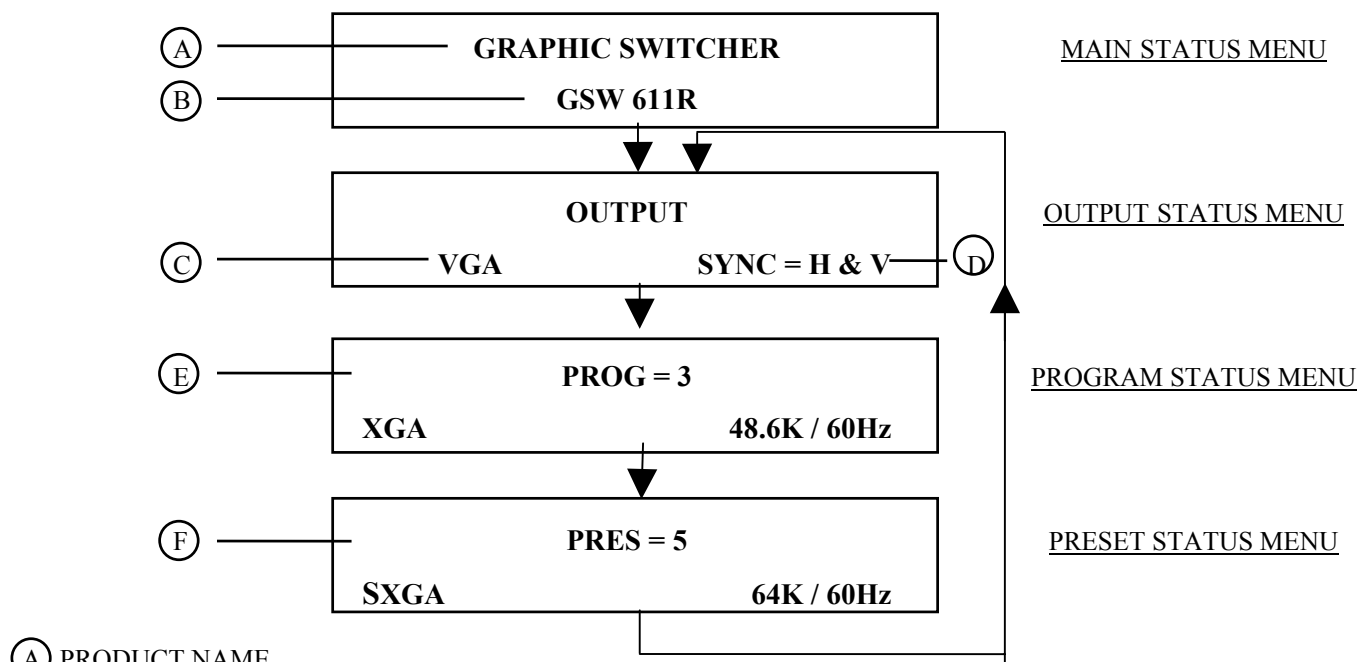 A GRAPHIC SWITCHER MAIN STATUS MENU
B GSW 611R
OUTPUT OUTPUT STATUS MENU
C VGA SYNC = H & V D
E PROG = 3 PROGRAM STATUS MENU
XGA 48.6K / 60Hz
F PRES = 5 PRESET STATUS MENU
SXGA 64K / 60Hz
A PRODUCT NAME